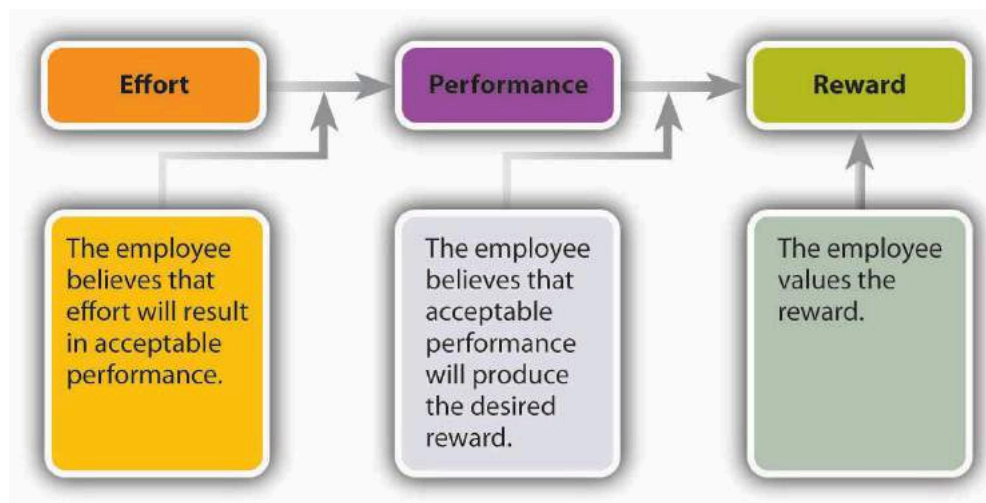 Effort
Performance
Reward
The employee
believes that
effort will result
in acceptable
performance.
The employee
believes that
acceptable
performance
will produce
the desired
reward.
The employee
values the
reward.